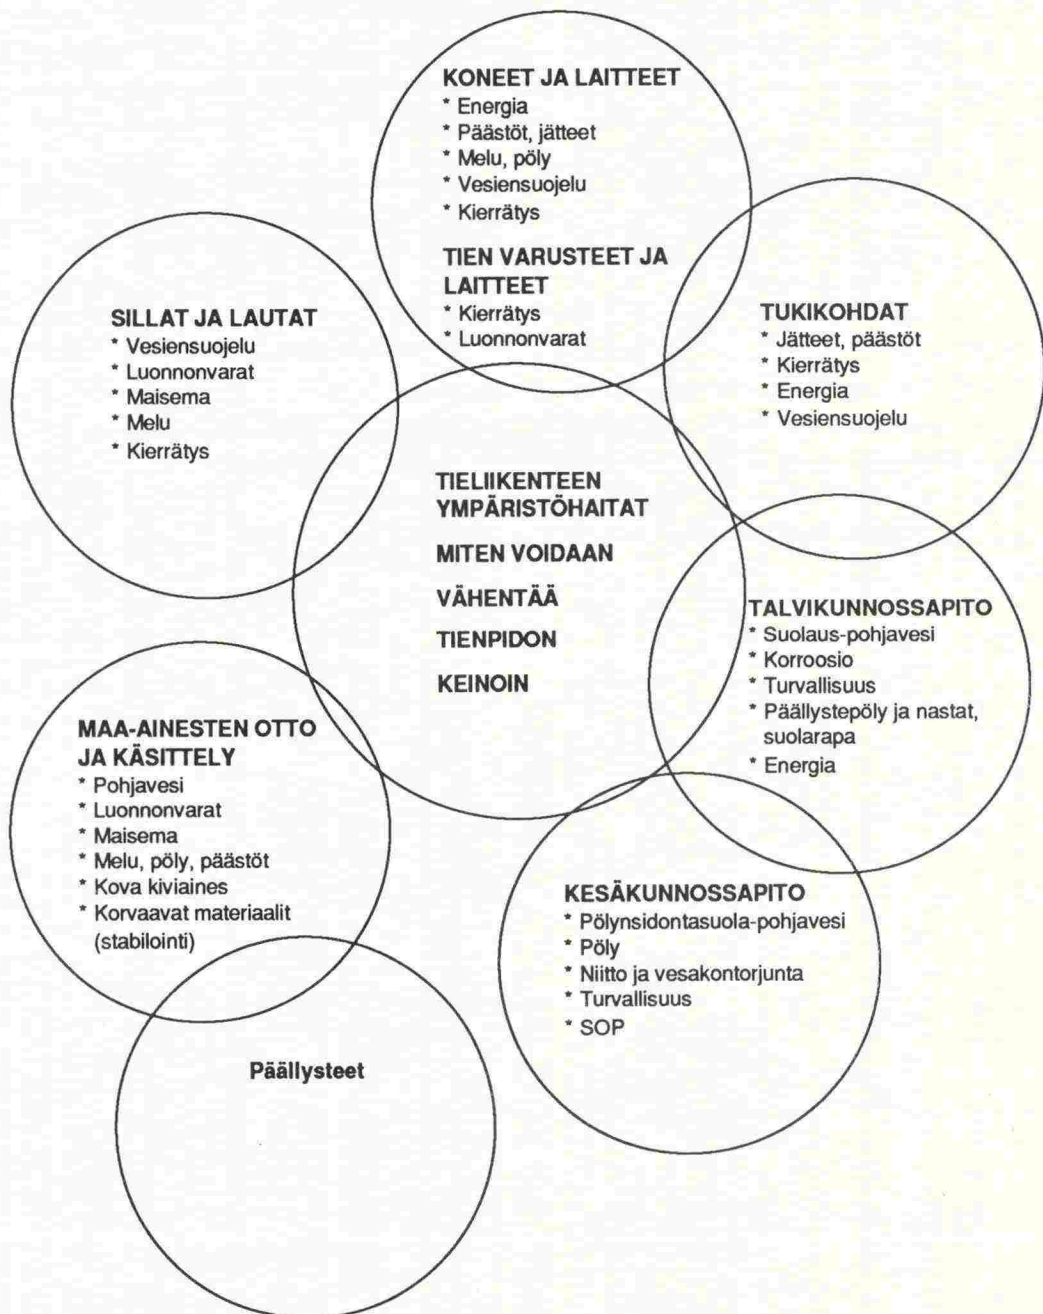 KONEET JA LAITTEET
* Energia
* Päästöt, jätteet
* Melu, pöly
* Vesiensuojelu
* Kierrätys
TIEN VARUSTEET JA
LAITTEET
* Kierrätys
* Luonnonvarat
SILLAT JA LAUTAT
* Vesiensuojelu
* Luonnonvarat
* Maisema
* Melu
* Kierrätys
TUKIKOHDAT
* Jätteet, päästöt
* Kierrätys
* Energia
* Vesiensuojelu
TIELIIKENTEEN
YMPÄRISTÖHAITAT
MITEN VOIDAAN
VÄHENTÄÄ
TIENPIDON
KEINOIN
TALVIKUNNOSSAPITO
* Suolaus-pohjavesi
* Korroosio
* Turvallisuus
* Päällystepöly ja nastat,
suolarapa
* Energia
MAA-AINESTEN OTTO
JA KÄSITTELY
* Pohjavesi
* Luonnonvarat
* Maisema
* Melu, pöly, päästöt
* Kova kiviaines
* Korvaavat materiaalit
(stabilointi)
KESÄKUNNOSSAPITO
* Pölynsidontasuola-pohjavesi
* Pöly
* Niitto ja vesakontorjunta
* Turvallisuus
* SOP
Päällysteet